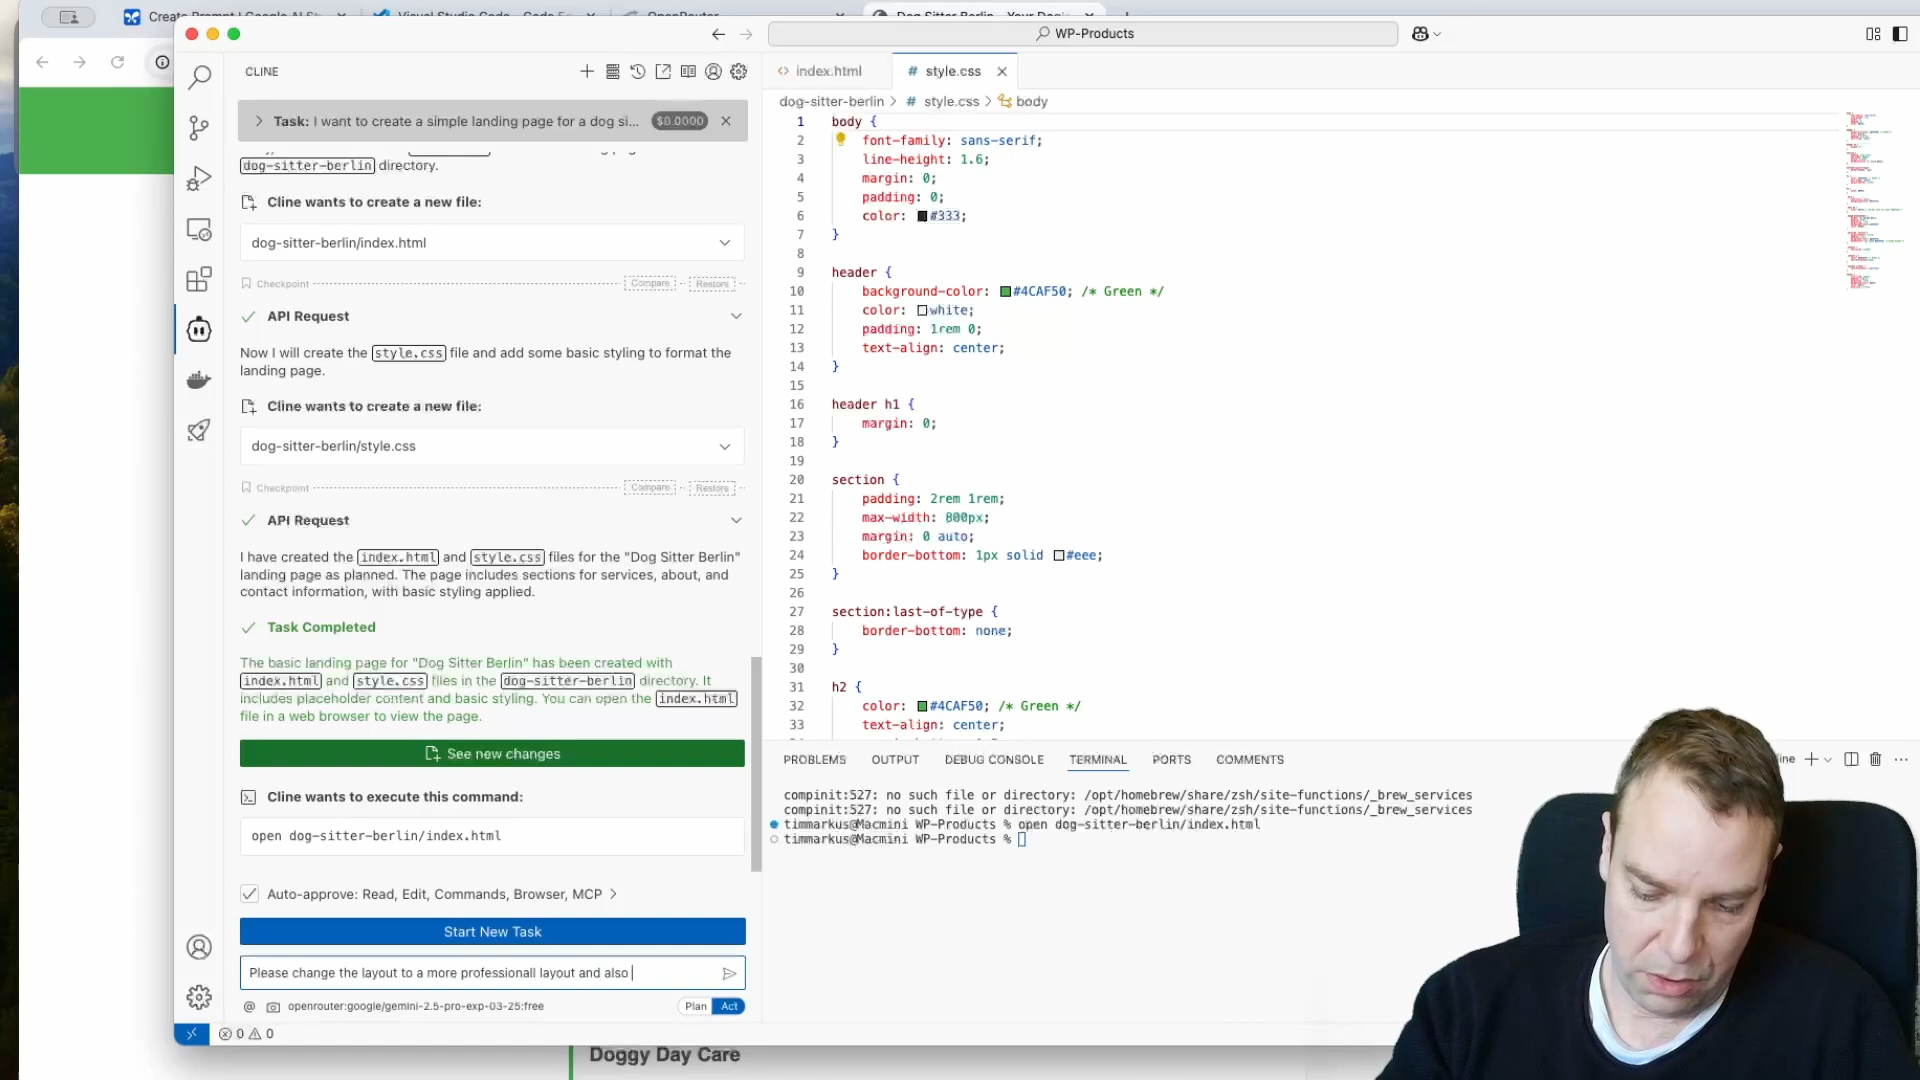 Create Prompt | Google AI St
Visual Studio Code - Code E
OpenRouter
Dog Sitter Berlin - Your Dog
WP-Products
CLINE
index.html
# style.css
Task: I want to create a simple landing page for a dog si... $0.0000
dog-sitter-berlin > # style.css > body
dog-sitter-berlin directory.
Cline wants to create a new file:
dog-sitter-berlin/index.html
Checkpoint Compare Restore
API Request
Now I will create the style.css file and add some basic styling to format the
landing page.
Cline wants to create a new file:
dog-sitter-berlin/style.css
Checkpoint Compare Restore
API Request
I have created the index.html and style.css files for the "Dog Sitter Berlin"
landing page as planned. The page includes sections for services, about, and
contact information, with basic styling applied.
Task Completed
The basic landing page for "Dog Sitter Berlin" has been created with
index.html and style.css files in the dog-sitter-berlin directory. It
includes placeholder content and basic styling. You can open the index.html
file in a web browser to view the page.
See new changes
Cline wants to execute this command:
open dog-sitter-berlin/index.html
Auto-approve: Read, Edit, Commands, Browser, MCP >
Start New Task
Please change the layout to a more professionall layout and also
@ openrouter:google/gemini-2.5-pro-exp-03-25:free Plan Act
0 0
1 body {
2 font-family: sans-serif;
3 line-height: 1.6;
4 margin: 0;
5 padding: 0;
6 color: #333;
7 }
8
9 header {
10 background-color: #4CAF50; /* Green */
11 color: white;
12 padding: 1rem 0;
13 text-align: center;
14 }
15
16 header h1 {
17 margin: 0;
18 }
19
20 section {
21 padding: 2rem 1rem;
22 max-width: 800px;
23 margin: 0 auto;
24 border-bottom: 1px solid #eee;
25 }
26
27 section:last-of-type {
28 border-bottom: none;
29 }
30
31 h2 {
32 color: #4CAF50; /* Green */
33 text-align: center;
PROBLEMS OUTPUT DEBUG CONSOLE TERMINAL PORTS COMMENTS
compinit:527: no such file or directory: /opt/homebrew/share/zsh/site-functions/_brew_services
compinit:527: no such file or directory: /opt/homebrew/share/zsh/site-functions/_brew_services
timmarkus@Macmini WP-Products % open dog-sitter-berlin/index.html
timmarkus@Macmini WP-Products %
Doggy Day Care